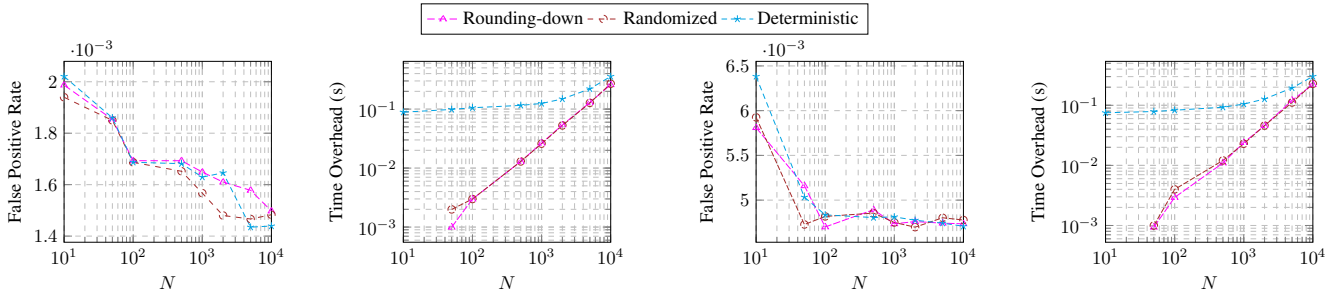 Rounding-down Randomized Deterministic
·10⁻³
2
1.8
1.6
1.4
10¹ 10² 10³ 10⁴
N
False Positive Rate
10⁻¹
10⁻²
10⁻³
10¹ 10² 10³ 10⁴
N
Time Overhead (s)
·10⁻³
6.5
6
5.5
5
10¹ 10² 10³ 10⁴
N
False Positive Rate
10⁻¹
10⁻²
10⁻³
10¹ 10² 10³ 10⁴
N
Time Overhead (s)